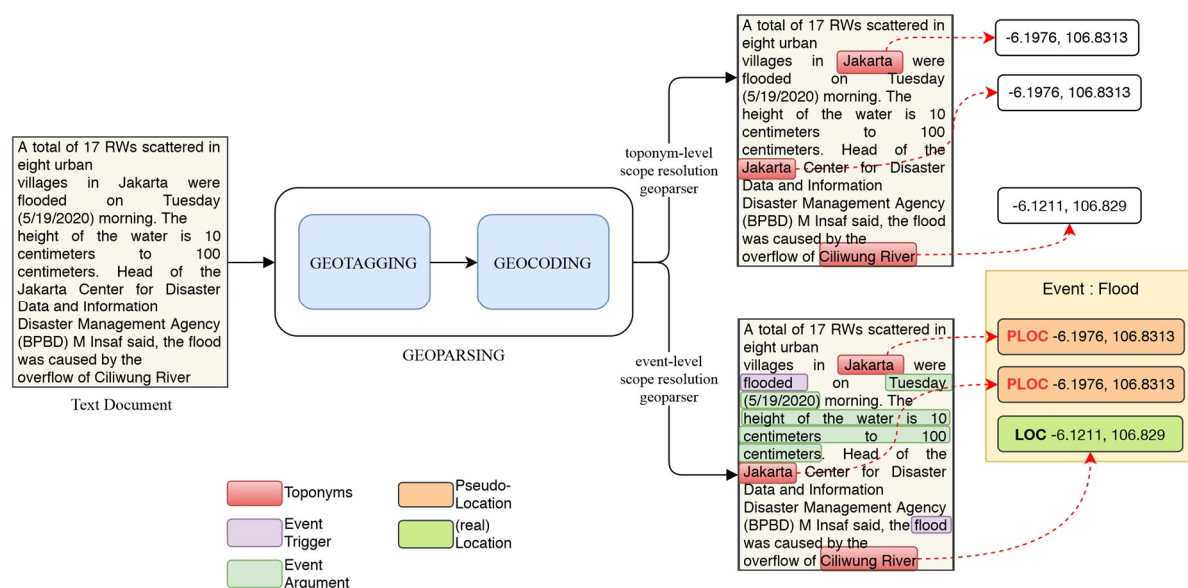 A total of 17 RWs scattered in
eight urban
villages in Jakarta were
flooded on Tuesday
(5/19/2020) morning. The
height of the water is 10
centimeters to 100
centimeters. Head of the
Jakarta Center for Disaster
Data and Information
Disaster Management Agency
(BPBD) M Insaf said, the flood
was caused by the
overflow of Ciliwung River
Text Document
GEOTAGGING
GEOCODING
GEOPARSING
toponym-level
scope resolution
geoparser
event-level
scope resolution
geoparser
A total of 17 RWs scattered in
eight urban
villages in Jakarta were
flooded on Tuesday
(5/19/2020) morning. The
height of the water is 10
centimeters to 100
centimeters. Head of the
Jakarta Center for Disaster
Data and Information
Disaster Management Agency
(BPBD) M Insaf said, the flood
was caused by the
overflow of Ciliwung River
-6.1976, 106.8313
-6.1976, 106.8313
-6.1211, 106.829
A total of 17 RWs scattered in
eight urban
villages in Jakarta were
flooded on Tuesday
(5/19/2020) morning. The
height of the water is 10
centimeters to 100
centimeters. Head of the
Jakarta Center for Disaster
Data and Information
Disaster Management Agency
(BPBD) M Insaf said, the flood
was caused by the
overflow of Ciliwung River
Event : Flood
PLOC -6.1976, 106.8313
PLOC -6.1976, 106.8313
LOC -6.1211, 106.829
Toponyms
Event
Trigger
Event
Argument
Pseudo-
Location
(real)
Location